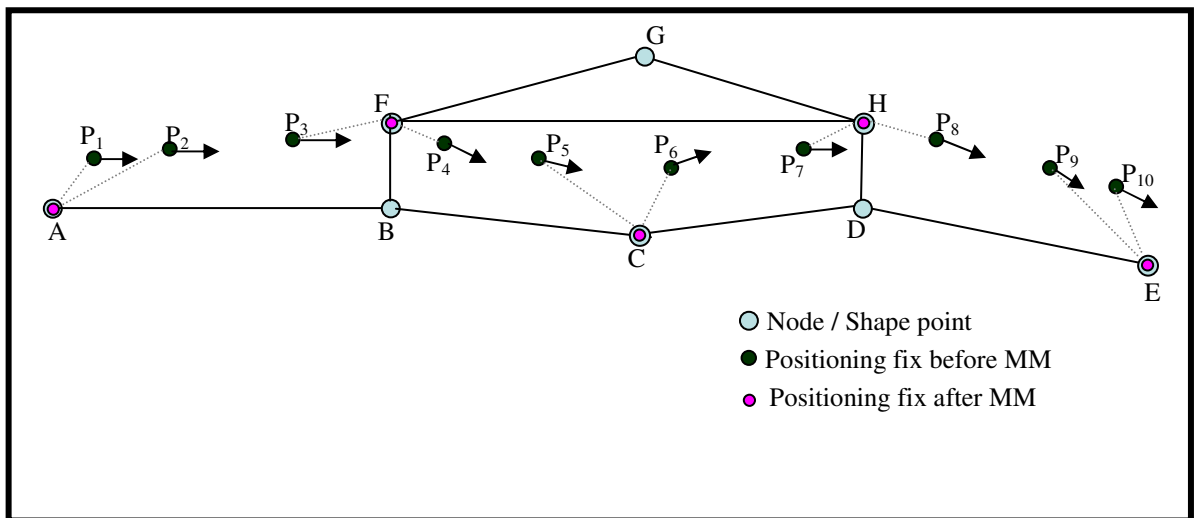 G
F
H
P1
P2
P3
P4
P5
P6
P7
P8
P9
P10
A
B
C
D
E
Node / Shape point
Positioning fix before MM
Positioning fix after MM